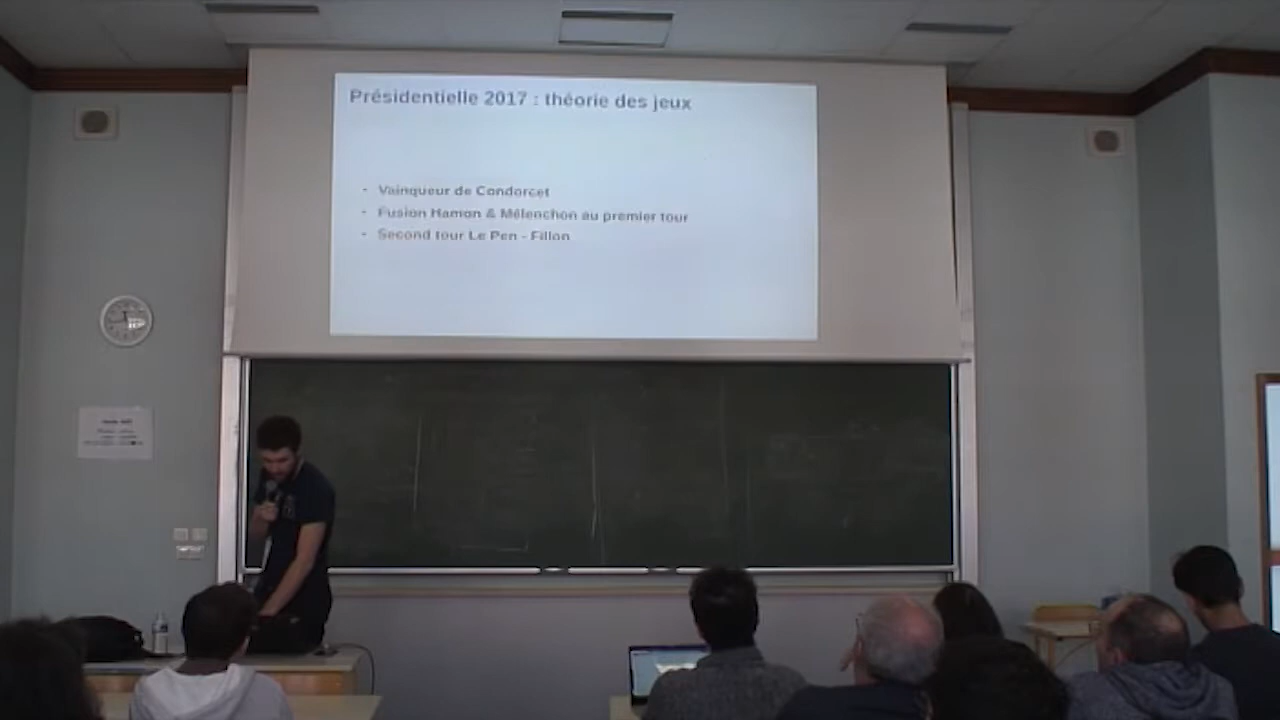 Présidentielle 2017 : théorie des jeux
- Vainqueur de Condorcet
- Fusion Hamon & Mélenchon au premier tour
- Second tour Le Pen - Fillon